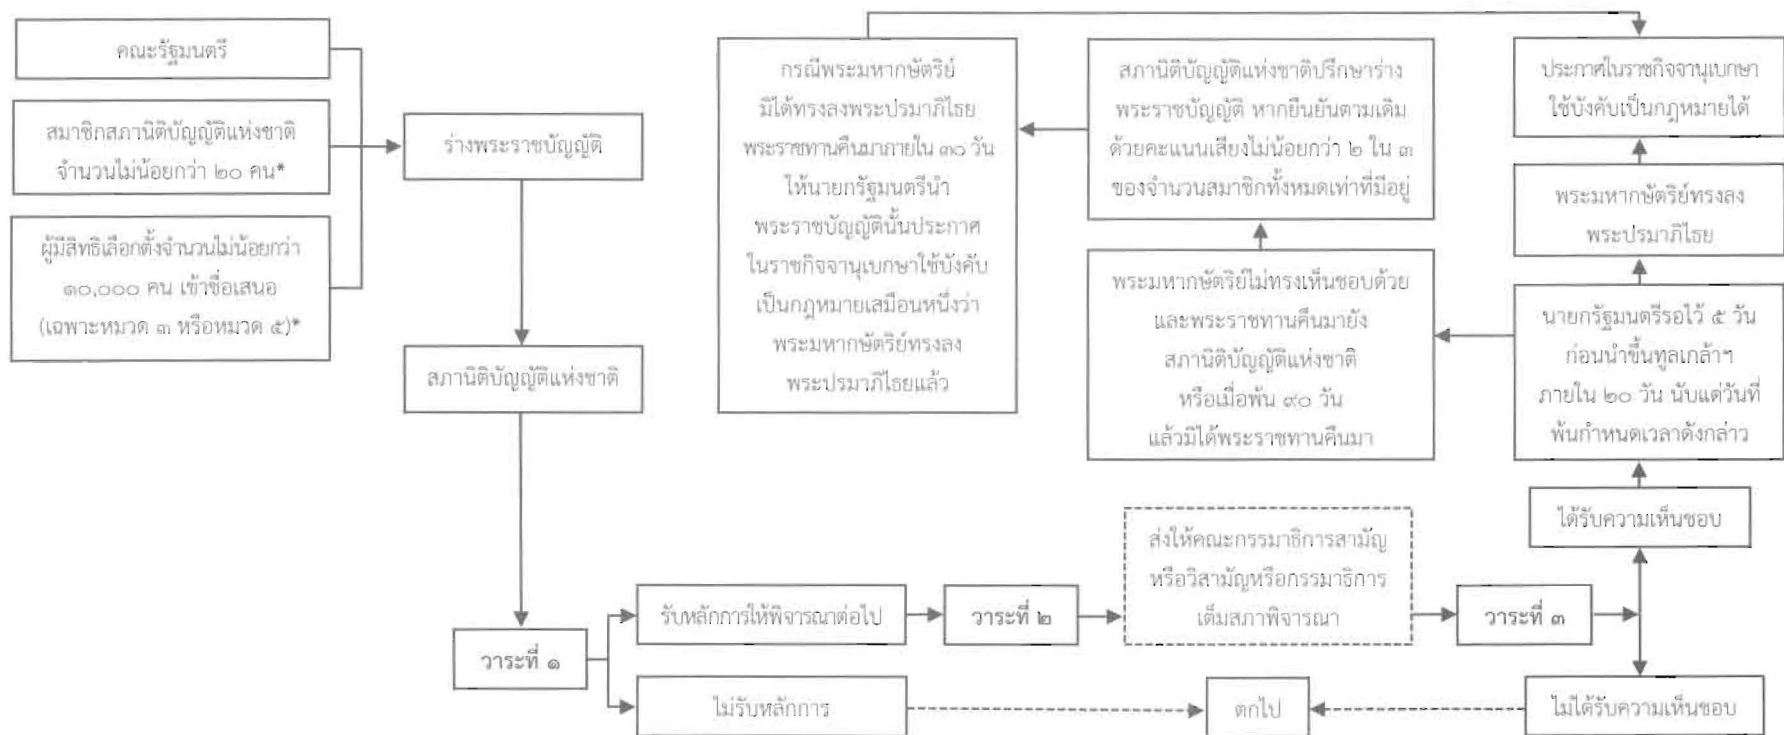 คณะรัฐมนตรี
สมาชิกสภานิติบัญญัติแห่งชาติ
จำนวนไม่น้อยกว่า ๒๐ คน*
ผู้มีสิทธิเลือกตั้งจำนวนไม่น้อยกว่า
๑๐,๐๐๐ คน เข้าชื่อเสนอ
(เฉพาะหมวด ๓ หรือหมวด ๕)*
ร่างพระราชบัญญัติ
สภานิติบัญญัติแห่งชาติ
วาระที่ ๑
รับหลักการให้พิจารณาต่อไป
ไม่รับหลักการ
วาระที่ ๒
ส่งให้คณะกรรมาธิการสามัญ
หรือวิสามัญหรือกรรมาธิการ
เต็มสภาพิจารณา
วาระที่ ๓
ตกไป
ไม่ได้รับความเห็นชอบ
ได้รับความเห็นชอบ
นายกรัฐมนตรีรอไว้ ๕ วัน
ก่อนนำขึ้นทูลเกล้าฯ
ภายใน ๒๐ วัน นับแต่วันที่
พ้นกำหนดเวลาดังกล่าว
พระมหากษัตริย์ทรงลง
พระปรมาภิไธย
ประกาศในราชกิจจานุเบกษา
ใช้บังคับเป็นกฎหมายได้
พระมหากษัตริย์ไม่ทรงเห็นชอบด้วย
และพระราชทานคืนมายัง
สภานิติบัญญัติแห่งชาติ
หรือเมื่อพ้น ๙๐ วัน
แล้วมิได้พระราชทานคืนมา
สภานิติบัญญัติแห่งชาติปรึกษาร่าง
พระราชบัญญัติ หากยืนยันตามเดิม
ด้วยคะแนนเสียงไม่น้อยกว่า ๒ ใน ๓
ของจำนวนสมาชิกทั้งหมดเท่าที่มีอยู่
กรณีพระมหากษัตริย์
มิได้ทรงลงพระปรมาภิไธย
พระราชทานคืนมาภายใน ๓๐ วัน
ให้นายกรัฐมนตรีนำ
พระราชบัญญัตินั้นประกาศ
ในราชกิจจานุเบกษาใช้บังคับ
เป็นกฎหมายเสมือนหนึ่งว่า
พระมหากษัตริย์ทรงลง
พระปรมาภิไธยแล้ว